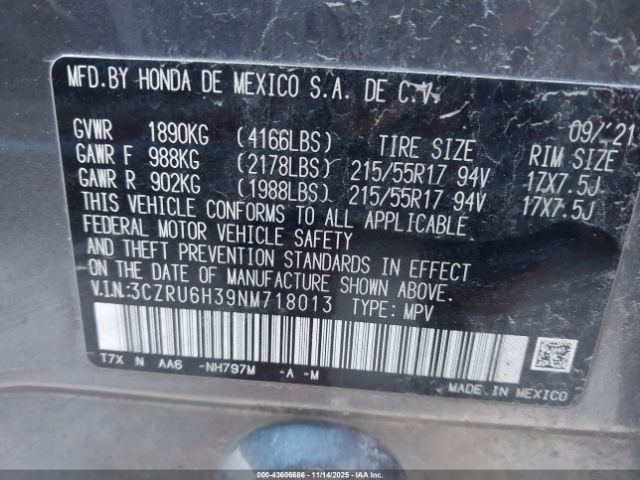 MFD.BY HONDA DE MEXICO S.A. DE C.V.
09/'21
GVWR 1890KG (4166LBS) TIRE SIZE RIM SIZE
GAWR F 988KG (2178LBS) 215/55R17 94V 17X7.5J
GAWR R 902KG (1988LBS) 215/55R17 94V 17X7.5J
THIS VEHICLE CONFORMS TO ALL APPLICABLE
FEDERAL MOTOR VEHICLE SAFETY
AND THEFT PREVENTION STANDARDS IN EFFECT
ON THE DATE OF MANUFACTURE SHOWN ABOVE.
V.I.N.:3CZRU6H39NM718013 TYPE: MPV
T7X N AA6 -NH797M -A -M
MADE IN MEXICO
000-43606686 - 11/14/2025 - IAAI.COM